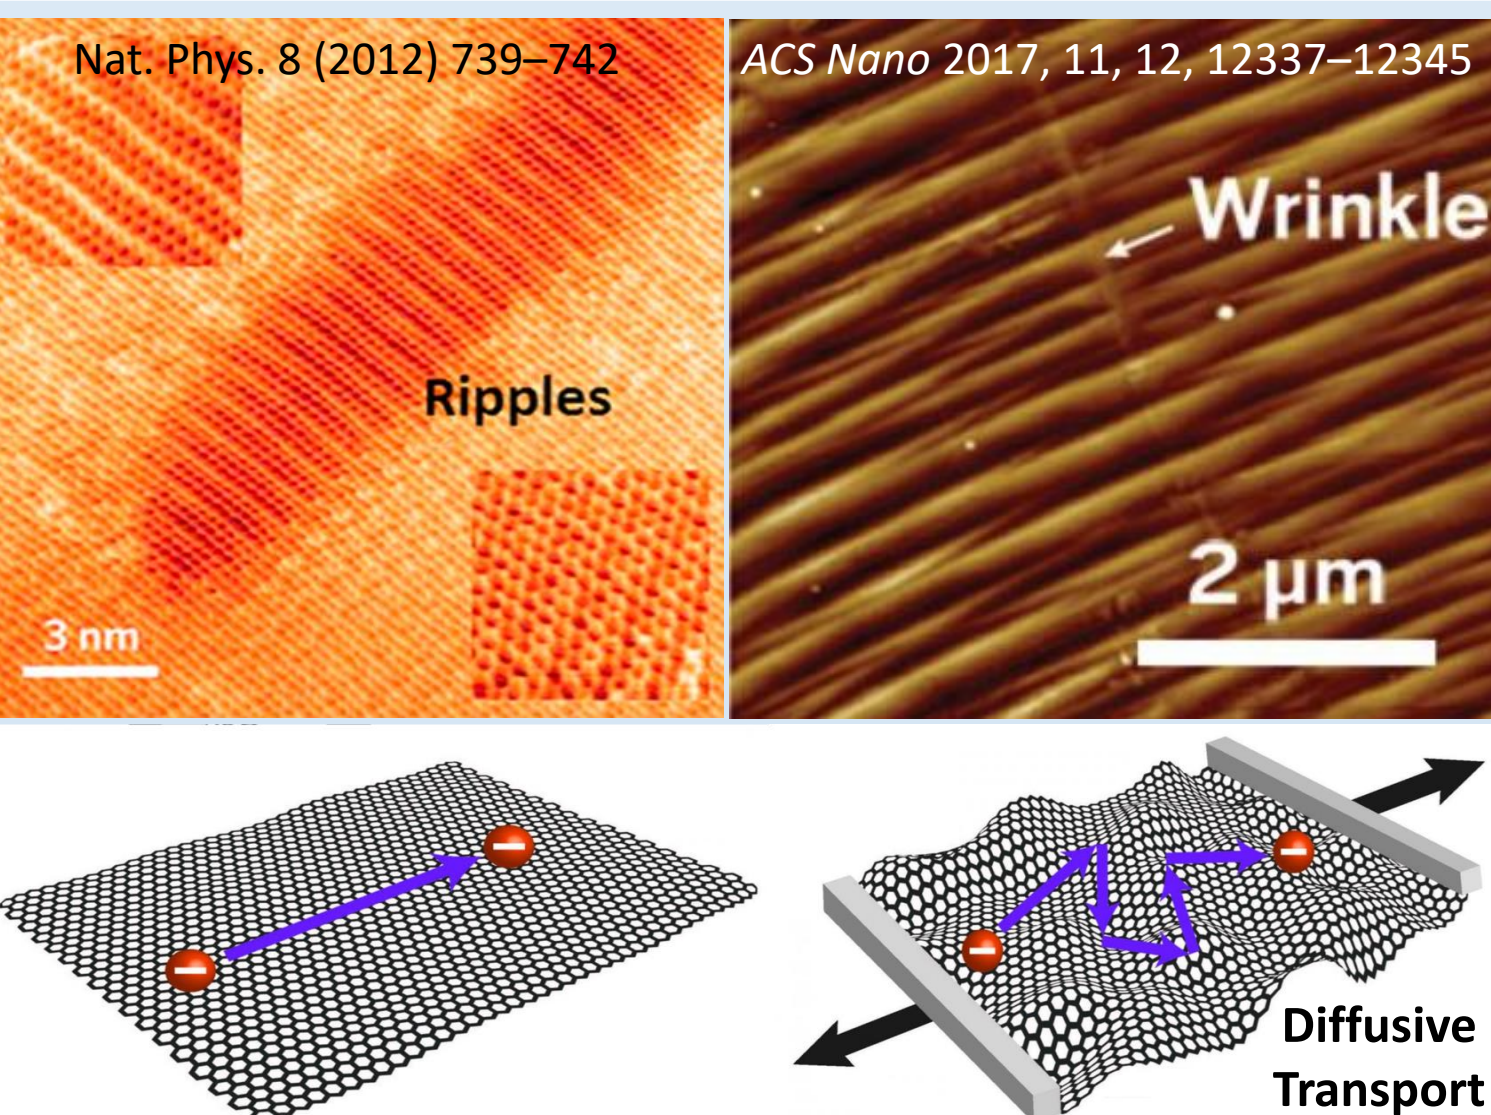 Nat. Phys. 8 (2012) 739–742
ACS Nano 2017, 11, 12, 12337–12345
Wrinkle
Ripples
2 µm
3 nm
Diffusive
Transport